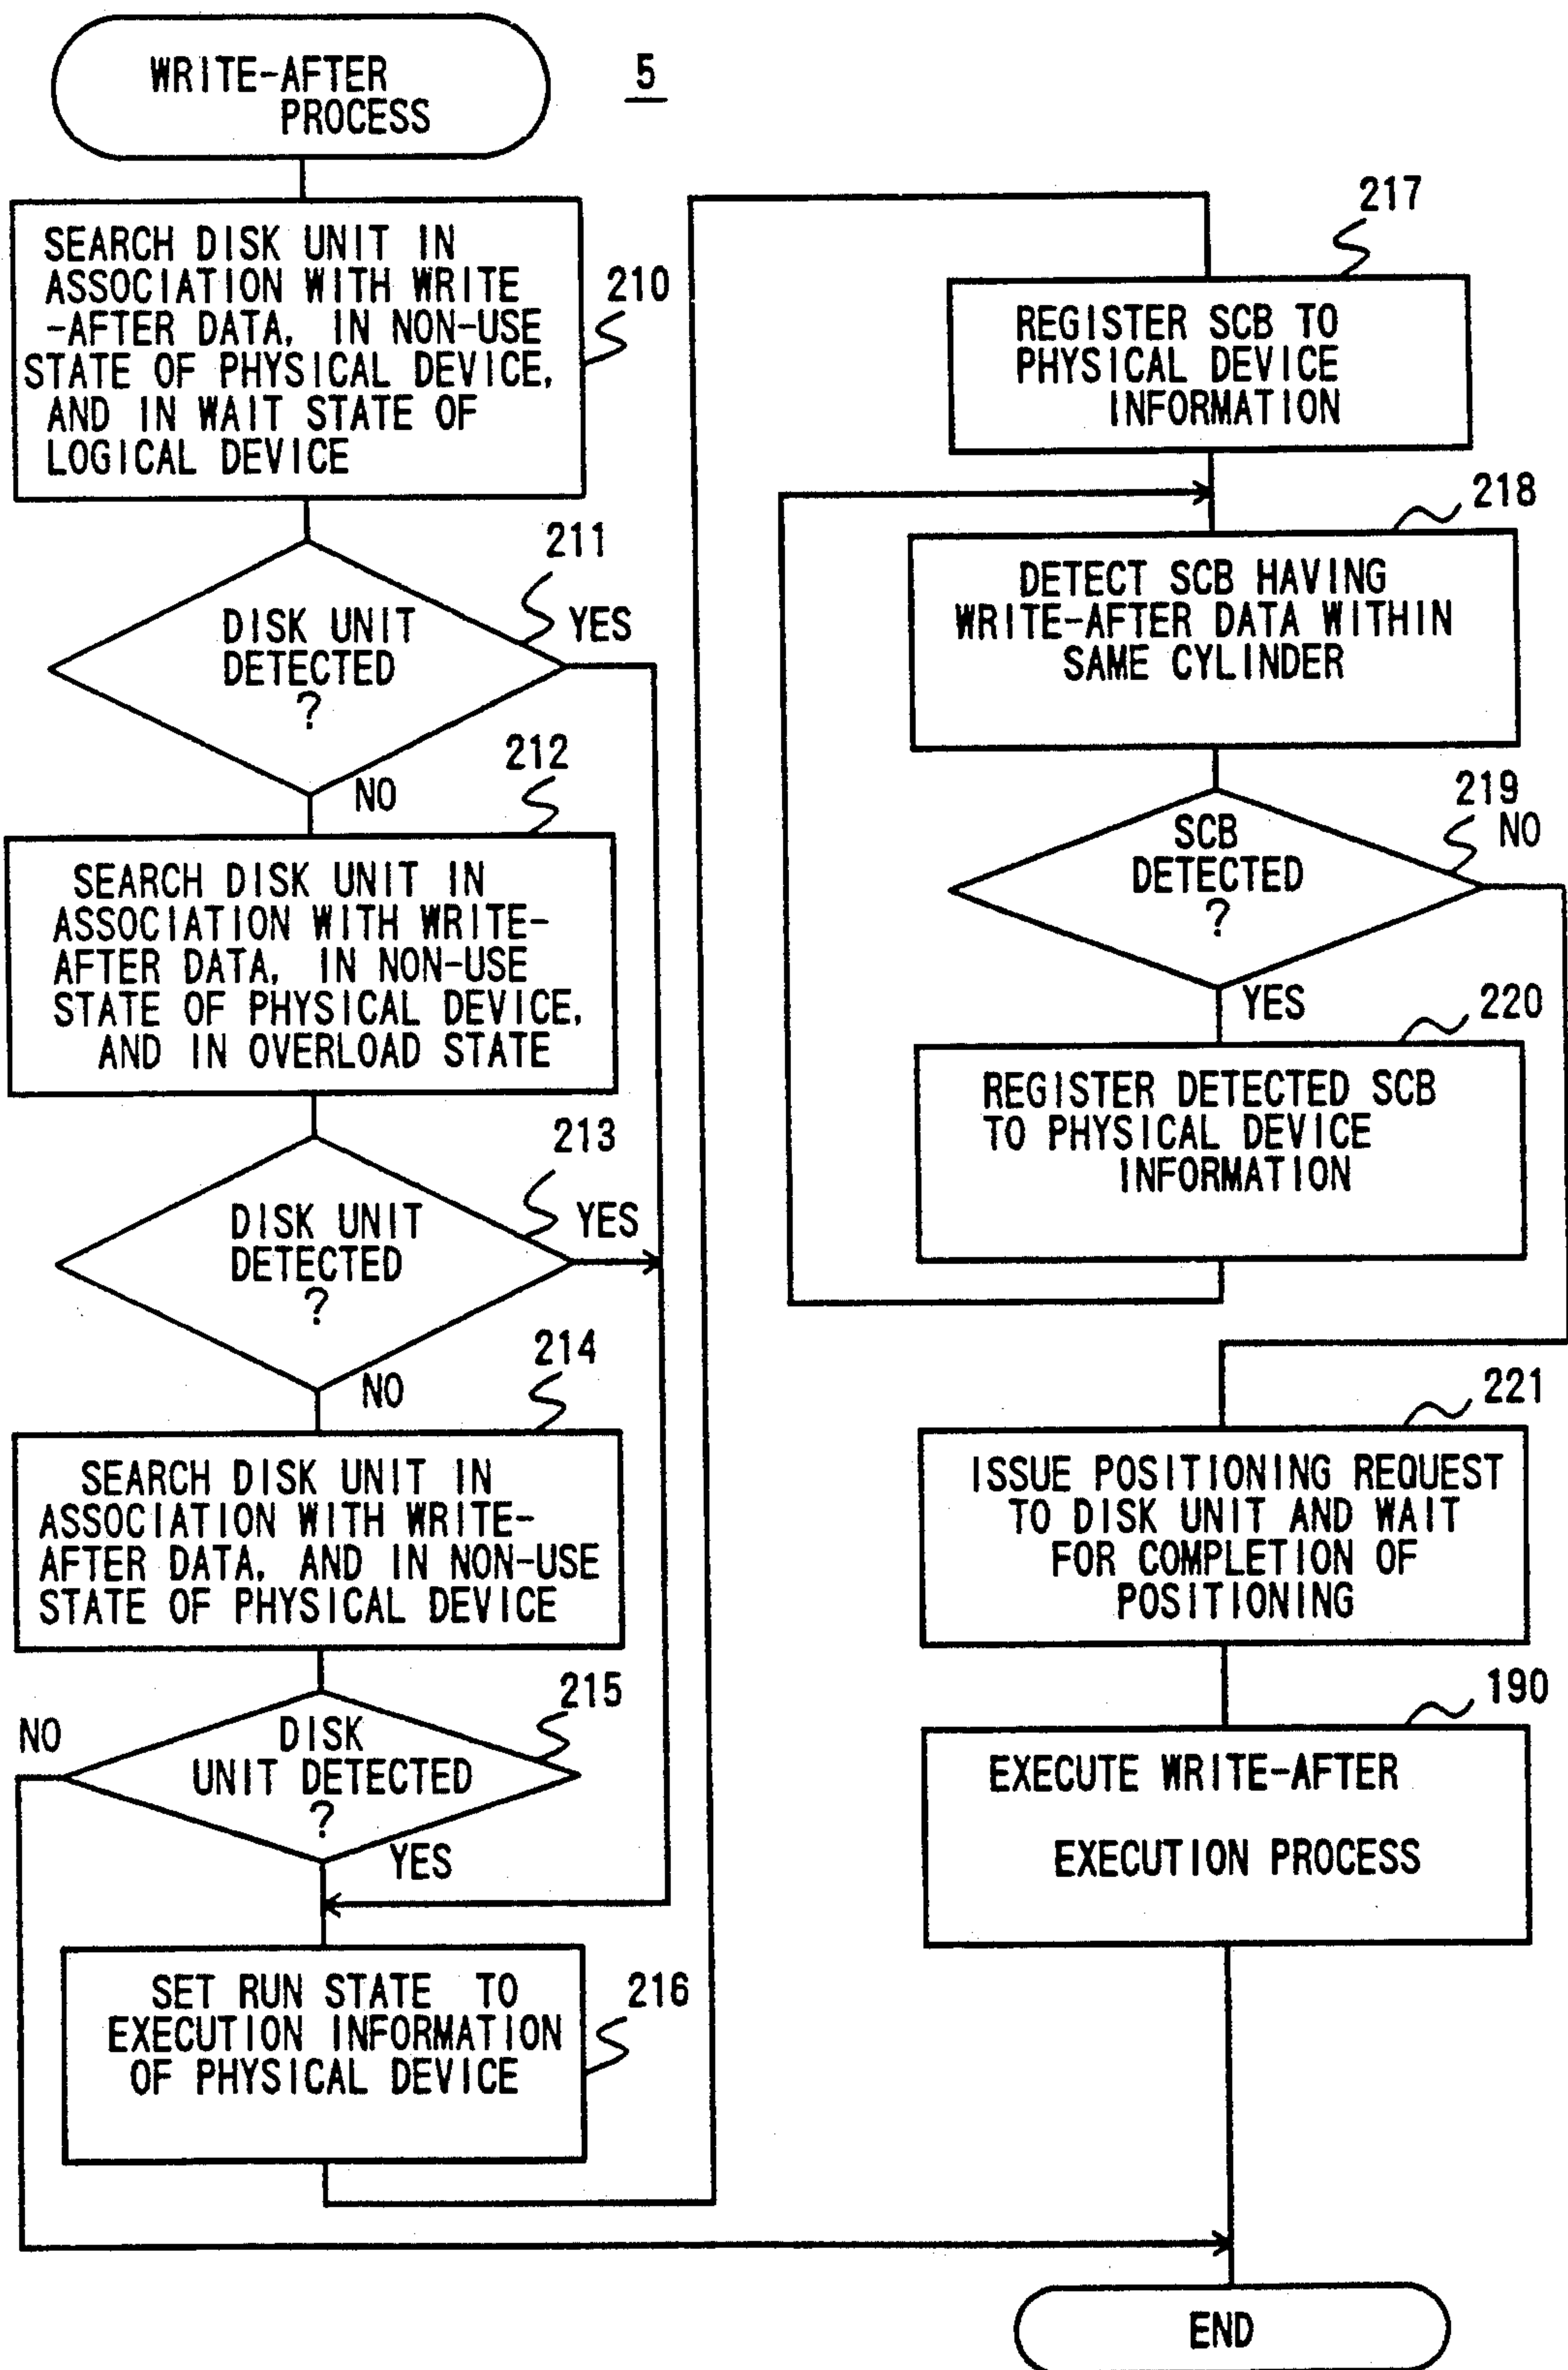 WRITE-AFTER
PROCESS
5
SEARCH DISK UNIT IN
ASSOCIATION WITH WRITE
-AFTER DATA, IN NON-USE
STATE OF PHYSICAL DEVICE,
AND IN WAIT STATE OF
LOGICAL DEVICE
210
211
DISK UNIT
DETECTED
?
YES
NO
212
SEARCH DISK UNIT IN
ASSOCIATION WITH WRITE-
AFTER DATA, IN NON-USE
STATE OF PHYSICAL DEVICE,
AND IN OVERLOAD STATE
213
DISK UNIT
DETECTED
?
YES
NO
214
SEARCH DISK UNIT IN
ASSOCIATION WITH WRITE-
AFTER DATA, AND IN NON-USE
STATE OF PHYSICAL DEVICE
215
NO
DISK
UNIT DETECTED
?
YES
SET RUN STATE TO
EXECUTION INFORMATION
OF PHYSICAL DEVICE
216
217
REGISTER SCB TO
PHYSICAL DEVICE
INFORMATION
218
DETECT SCB HAVING
WRITE-AFTER DATA WITHIN
SAME CYLINDER
219
SCB
DETECTED
?
NO
YES
220
REGISTER DETECTED SCB
TO PHYSICAL DEVICE
INFORMATION
221
ISSUE POSITIONING REQUEST
TO DISK UNIT AND WAIT
FOR COMPLETION OF
POSITIONING
190
EXECUTE WRITE-AFTER
EXECUTION PROCESS
END